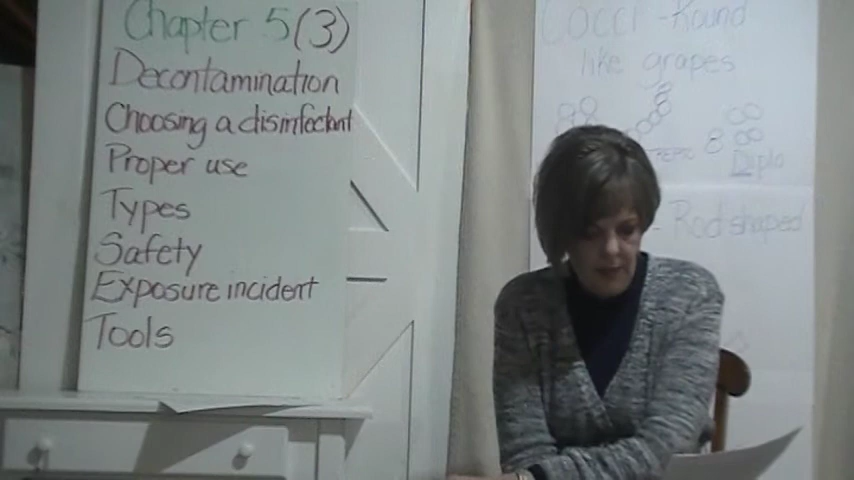 Chapter 5(3)
Decontamination
Choosing a disinfectant
Proper use
Types
Safety
Exposure incident
Tools
Cocci - Round
like grapes
Diplo
- Rod shaped